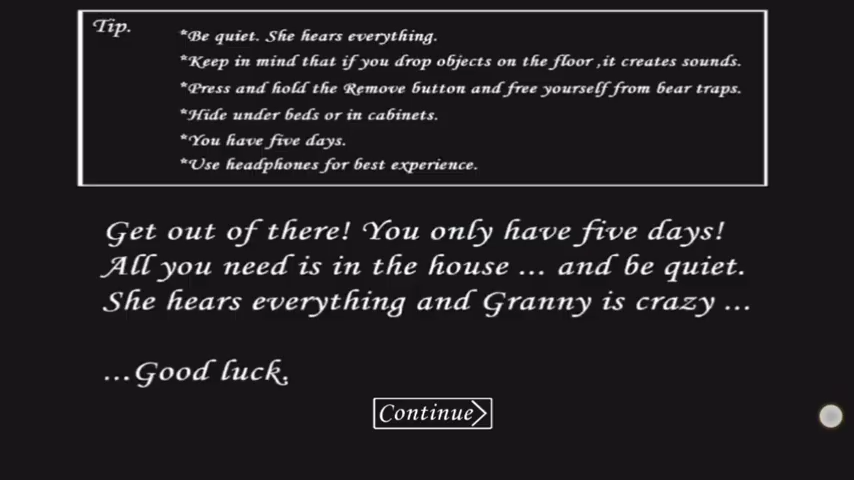 Tip.
*Be quiet. She hears everything.
*Keep in mind that if you drop objects on the floor ,it creates sounds.
*Press and hold the Remove button and free yourself from bear traps.
*Hide under beds or in cabinets.
*You have five days.
*Use headphones for best experience.
Get out of there! You only have five days!
All you need is in the house ... and be quiet.
She hears everything and Granny is crazy ...
...Good luck.
Continue